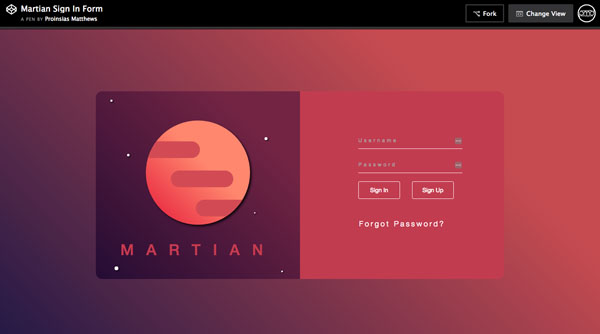 Martian Sign In Form
A PEN BY Proinsias Matthews
Fork
Change View
Username
Password
Sign In
Sign Up
Forgot Password?
MARTIAN